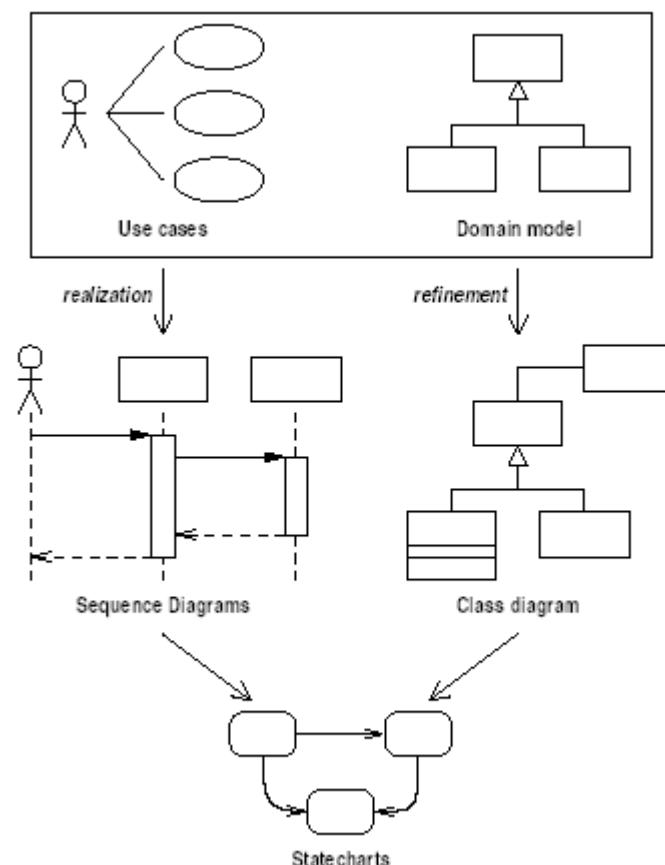 Use cases
Domain model
realization
refinement
Sequence Diagrams
Class diagram
Statecharts